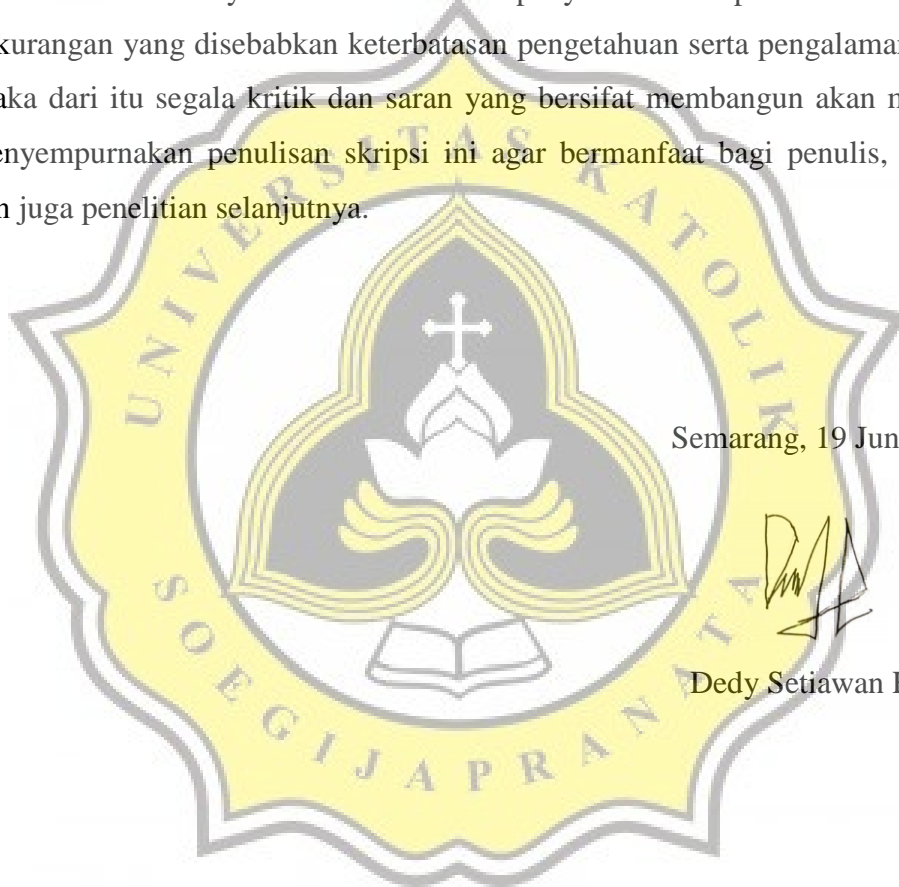 kurangan yang disebabkan keterbatasan pengetahuan serta pengalaman
aka dari itu segala kritik dan saran yang bersifat membangun akan
enyempurnakan penulisan skripsi ini agar bermanfaat bagi penulis,
juga penelitian selanjutnya.
UNIVERSITAS KATOLIK
Semarang, 19 Jun
Dedy Setiawan
SOEGIJAPRANATA